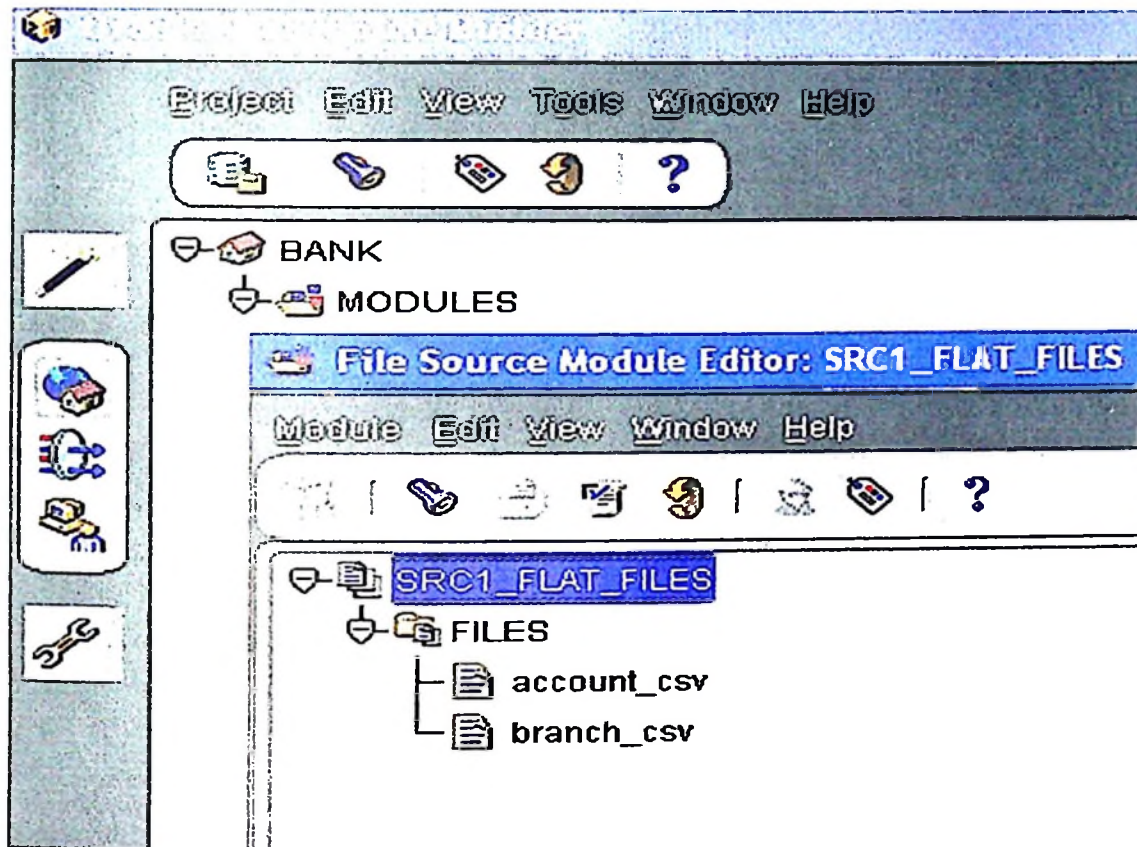 Project Edit View Tools Window Help
?
BANK
MODULES
File Source Module Editor: SRC1_FLAT_FILES
Module Edit View Window Help
?
SRC1_FLAT_FILES
FILES
account_csv
branch_csv